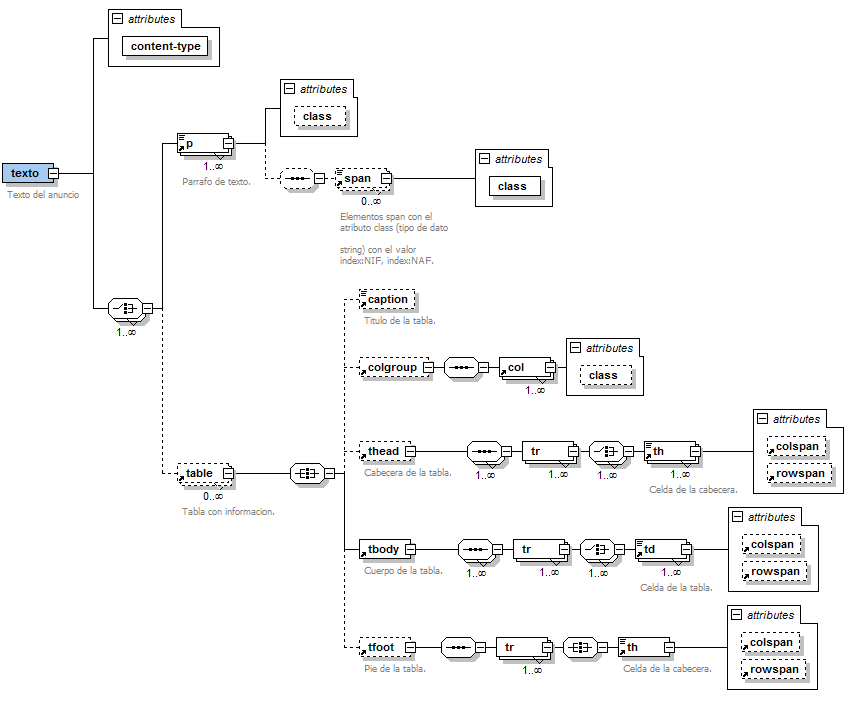 attributes
content-type
texto
Texto del anuncio
attributes
class
p
1..∞
Parrafo de texto.
attributes
class
span
0..∞
Elementos span con el
atributo class (tipo de dato
string) con el valor
index:NIF, index:NAF.
1..∞
caption
Titulo de la tabla.
attributes
class
colgroup
col
1..∞
attributes
colspan
rowspan
thead
Cabecera de la tabla.
1..∞
tr
1..∞
1..∞
th
1..∞
Celda de la cabecera.
table
0..∞
Tabla con informacion.
attributes
colspan
rowspan
tbody
Cuerpo de la tabla.
1..∞
tr
1..∞
1..∞
td
1..∞
Celda de la tabla.
attributes
colspan
rowspan
tfoot
Pie de la tabla.
tr
1..∞
th
Celda de la cabecera.